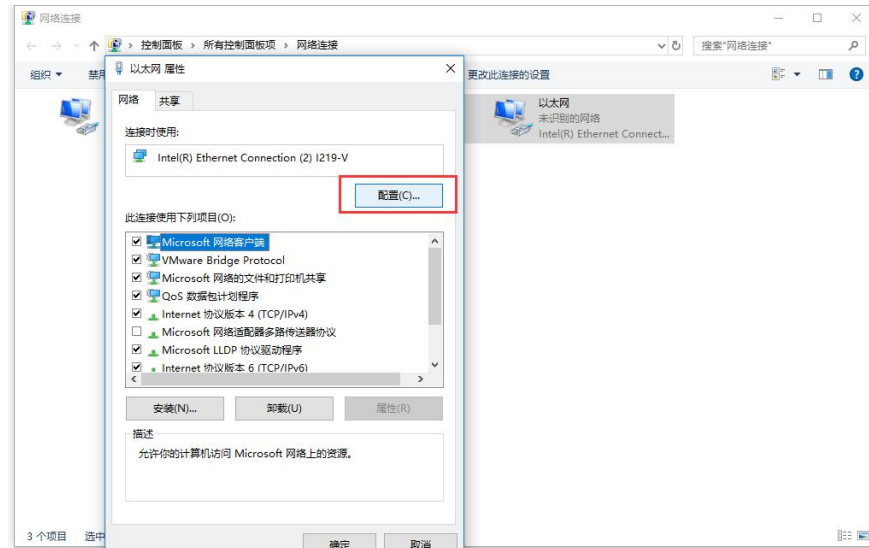 网络连接
控制面板 › 所有控制面板项 › 网络连接
搜索"网络连接"
组织
禁用
更改此连接的设置
以太网 属性
网络 共享
连接时使用:
Intel(R) Ethernet Connection (2) I219-V
配置(C)...
此连接使用下列项目(O):
Microsoft 网络客户端
VMware Bridge Protocol
Microsoft 网络的文件和打印机共享
QoS 数据包计划程序
Internet 协议版本 4 (TCP/IPv4)
Microsoft 网络适配器多路传送器协议
Microsoft LLDP 协议驱动程序
Internet 协议版本 6 (TCP/IPv6)
安装(N)... 卸载(U) 属性(R)
描述
允许你的计算机访问 Microsoft 网络上的资源。
确定 取消
以太网
未识别的网络
Intel(R) Ethernet Connect...
3 个项目 选中